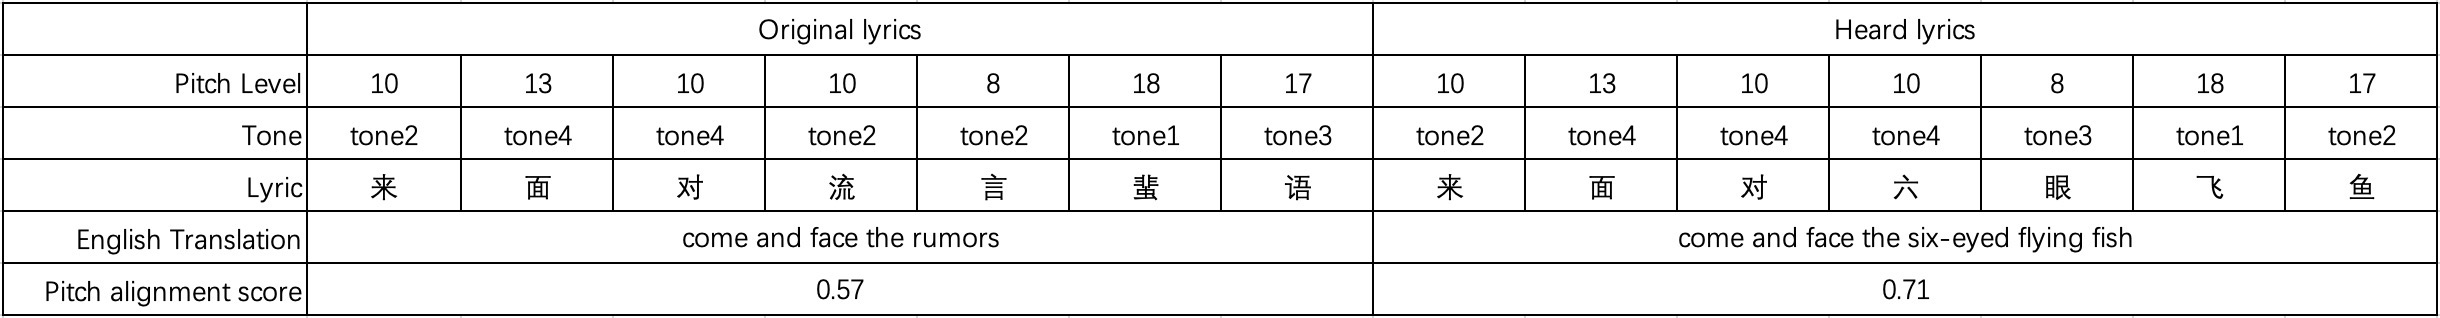 Original lyrics Heard lyrics
Pitch Level 10 13 10 10 8 18 17 10 13 10 10 8 18 17
Tone tone2 tone4 tone4 tone2 tone2 tone1 tone3 tone2 tone4 tone4 tone4 tone3 tone1 tone2
Lyric 来 面 对 流 言 蜚 语 来 面 对 六 眼 飞 鱼
English Translation come and face the rumors come and face the six-eyed flying fish
Pitch alignment score 0.57 0.71